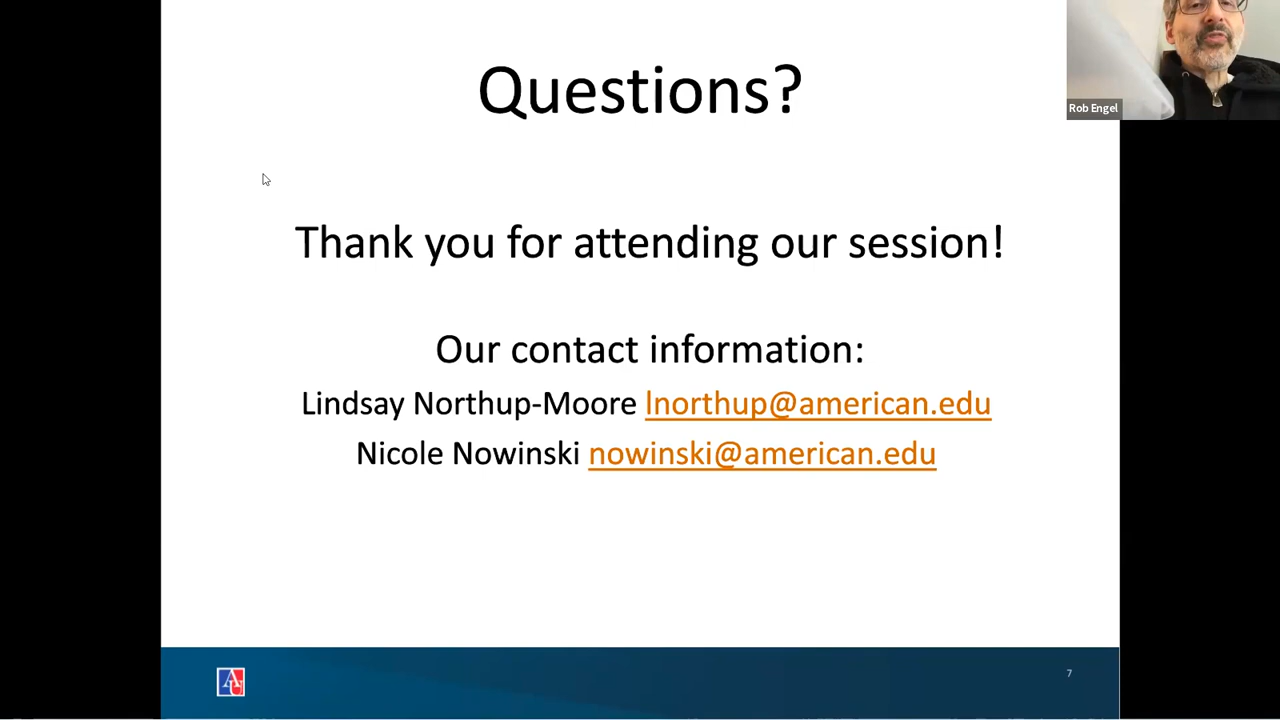 Questions?
Rob Engel
Thank you for attending our session!
Our contact information:
Lindsay Northup-Moore lnorthup@american.edu
Nicole Nowinski nowinski@american.edu
AU
7